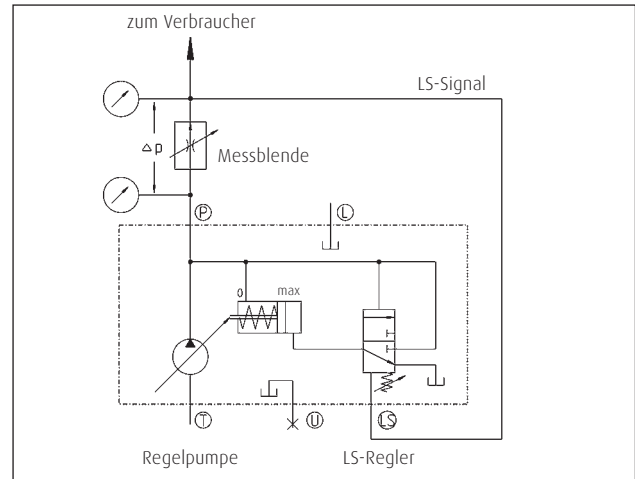 zum Verbraucher
LS-Signal
Δp
Messblende
P
L
0
max
T
U
LS
Regelpumpe
LS-Regler